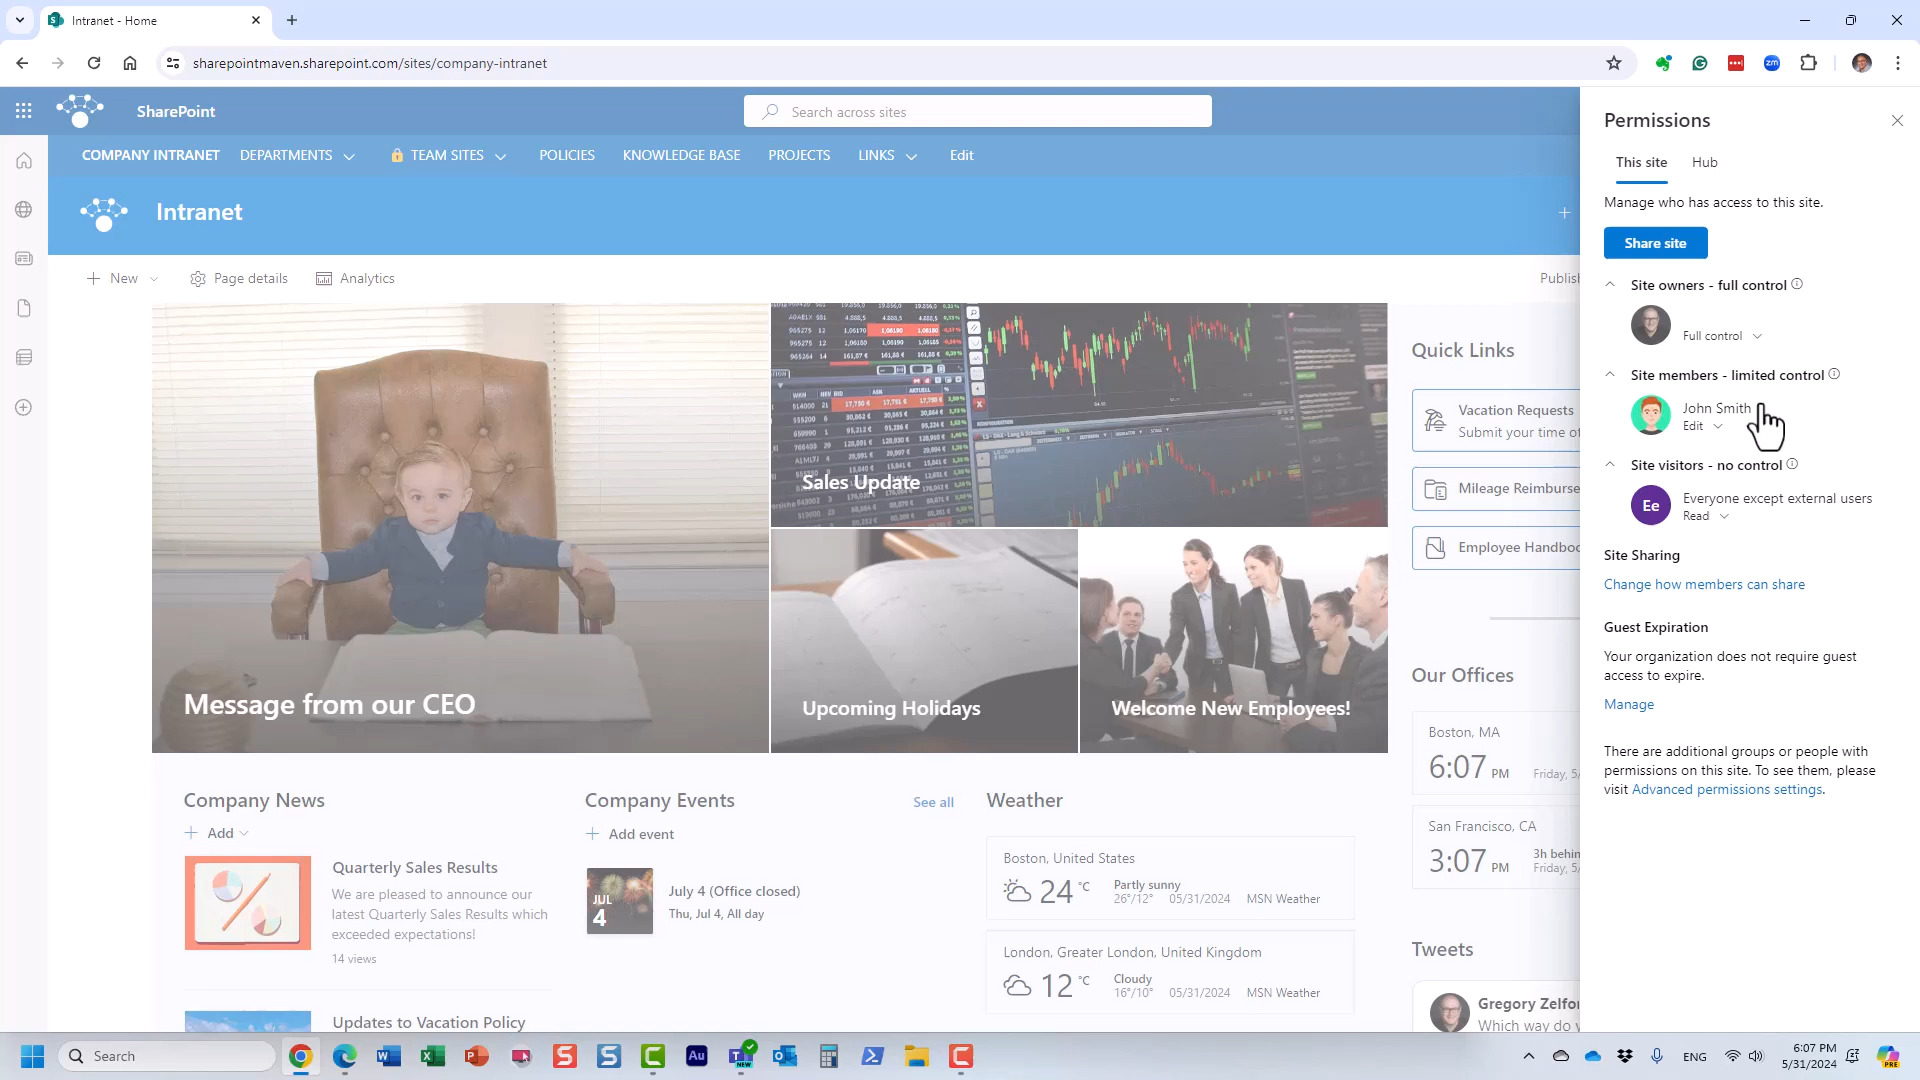 Intranet - Home
sharepointmaven.sharepoint.com/sites/company-intranet
SharePoint
Search across sites
COMPANY INTRANET
DEPARTMENTS
TEAM SITES
POLICIES
KNOWLEDGE BASE
PROJECTS
LINKS
Edit
Intranet
New
Page details
Analytics
Message from our CEO
Sales Update
Upcoming Holidays
Welcome New Employees!
Quick Links
Vacation Requests
Submit your time of
Mileage Reimburse
Employee Handboo
Our Offices
Boston, MA
6:07 PM
Friday, 5/
San Francisco, CA
3:07 PM
3h behin
Friday, 5/
Tweets
Gregory Zelfo
Which way do y
Company News
Add
Quarterly Sales Results
We are pleased to announce our
latest Quarterly Sales Results which
exceeded expectations!
14 views
Updates to Vacation Policy
Company Events
See all
Add event
JUL
4
July 4 (Office closed)
Thu, Jul 4, All day
Weather
Boston, United States
24 °C
Partly sunny
26°/12°
05/31/2024
MSN Weather
London, Greater London, United Kingdom
12 °C
Cloudy
16°/10°
05/31/2024
MSN Weather
Permissions
This site
Hub
Manage who has access to this site.
Share site
Site owners - full control
Full control
Site members - limited control
John Smith
Edit
Site visitors - no control
Ee
Everyone except external users
Read
Site Sharing
Change how members can share
Guest Expiration
Your organization does not require guest
access to expire.
Manage
There are additional groups or people with
permissions on this site. To see them, please
visit Advanced permissions settings.
Search
ENG
6:07 PM
5/31/2024